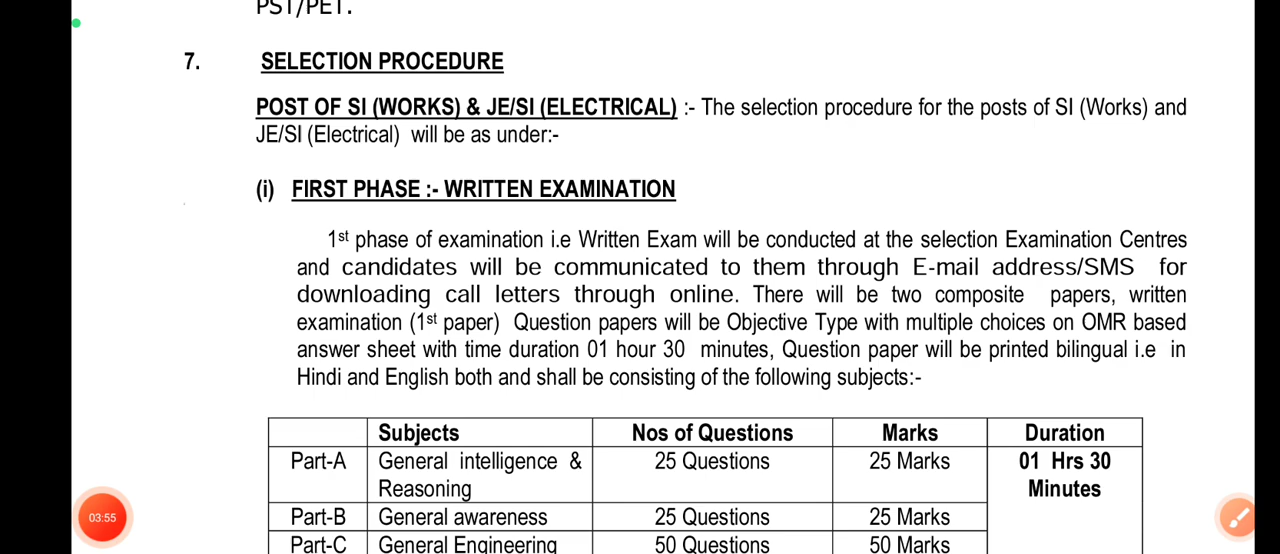 PST/PET.
7. SELECTION PROCEDURE
POST OF SI (WORKS) & JE/SI (ELECTRICAL) :- The selection procedure for the posts of SI (Works) and
JE/SI (Electrical) will be as under:-
(i) FIRST PHASE :- WRITTEN EXAMINATION
1st phase of examination i.e Written Exam will be conducted at the selection Examination Centres
and candidates will be communicated to them through E-mail address/SMS for
downloading call letters through online. There will be two composite papers, written
examination (1st paper) Question papers will be Objective Type with multiple choices on OMR based
answer sheet with time duration 01 hour 30 minutes, Question paper will be printed bilingual i.e in
Hindi and English both and shall be consisting of the following subjects:-
Subjects Nos of Questions Marks Duration
Part-A General intelligence & 25 Questions 25 Marks 01 Hrs 30
Reasoning Minutes
Part-B General awareness 25 Questions 25 Marks
Part-C General Engineering 50 Questions 50 Marks
03:55